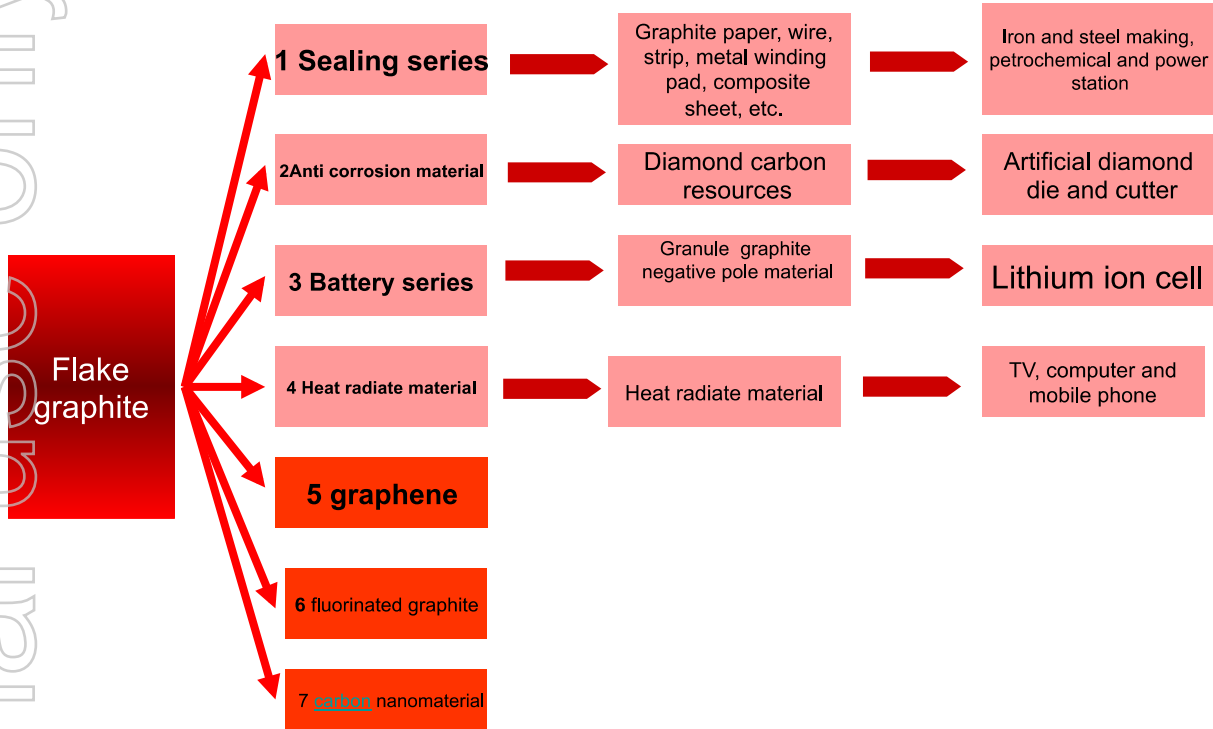 1 Sealing series
Graphite paper, wire,
strip, metal winding
pad, composite
sheet, etc.
Iron and steel making,
petrochemical and power
station
2Anti corrosion material
Diamond carbon
resources
Artificial diamond
die and cutter
3 Battery series
Granule graphite
negative pole material
Lithium ion cell
Flake
graphite
4 Heat radiate material
Heat radiate material
TV, computer and
mobile phone
5 graphene
6 fluorinated graphite
7 carbon nanomaterial